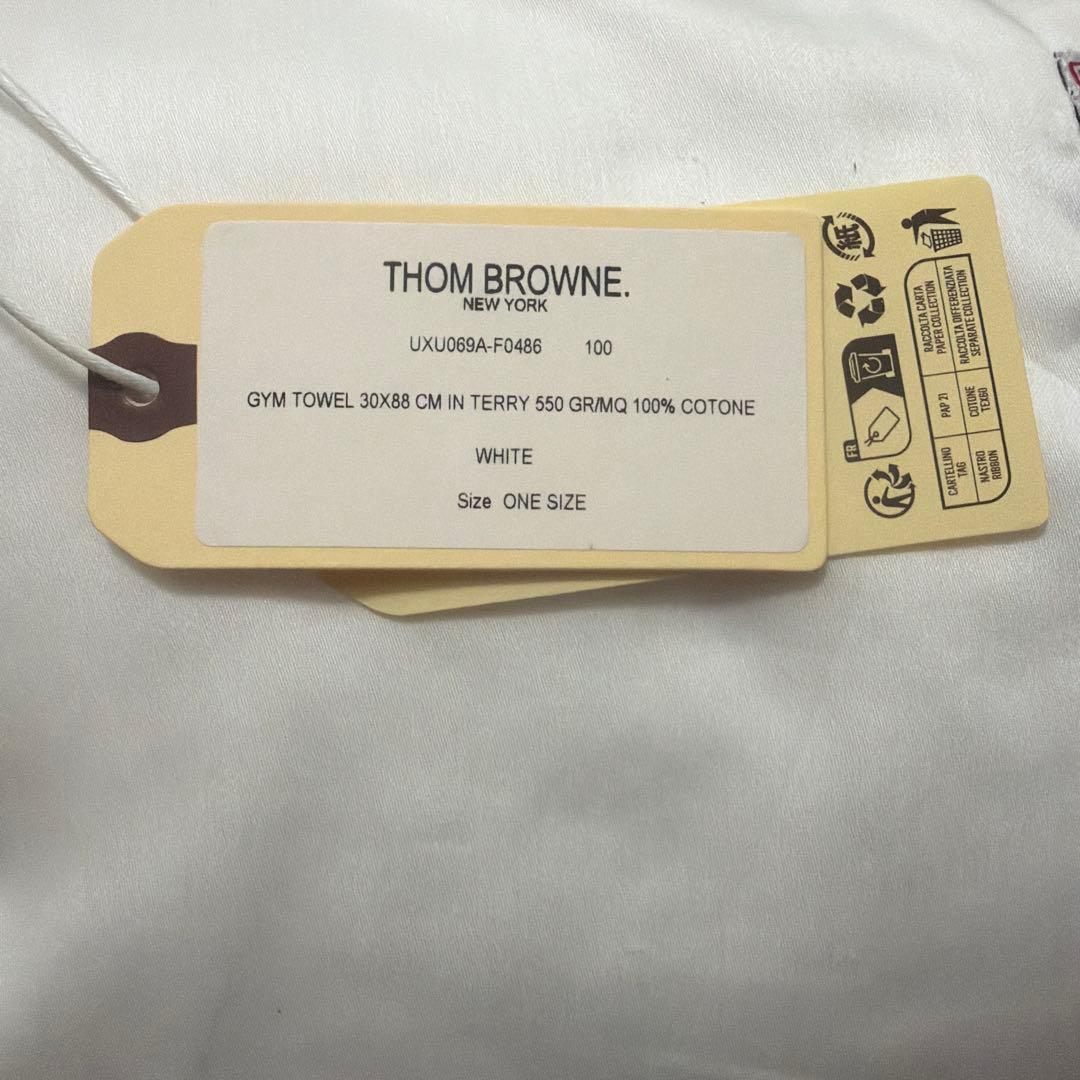 THOM BROWNE.
NEW YORK
UXU069A-F0486 100
GYM TOWEL 30X88 CM IN TERRY 550 GR/MQ 100% COTONE
WHITE
Size ONE SIZE
紙
FR
RACCOLTA CARTA
PAPER COLLECTION
RACCOLTA DIFFERENZIATA
SEPARATE COLLECTION
PAP 21
COTONE
TEX60
CARTELLINO
TAG
NASTRO
RIBBON